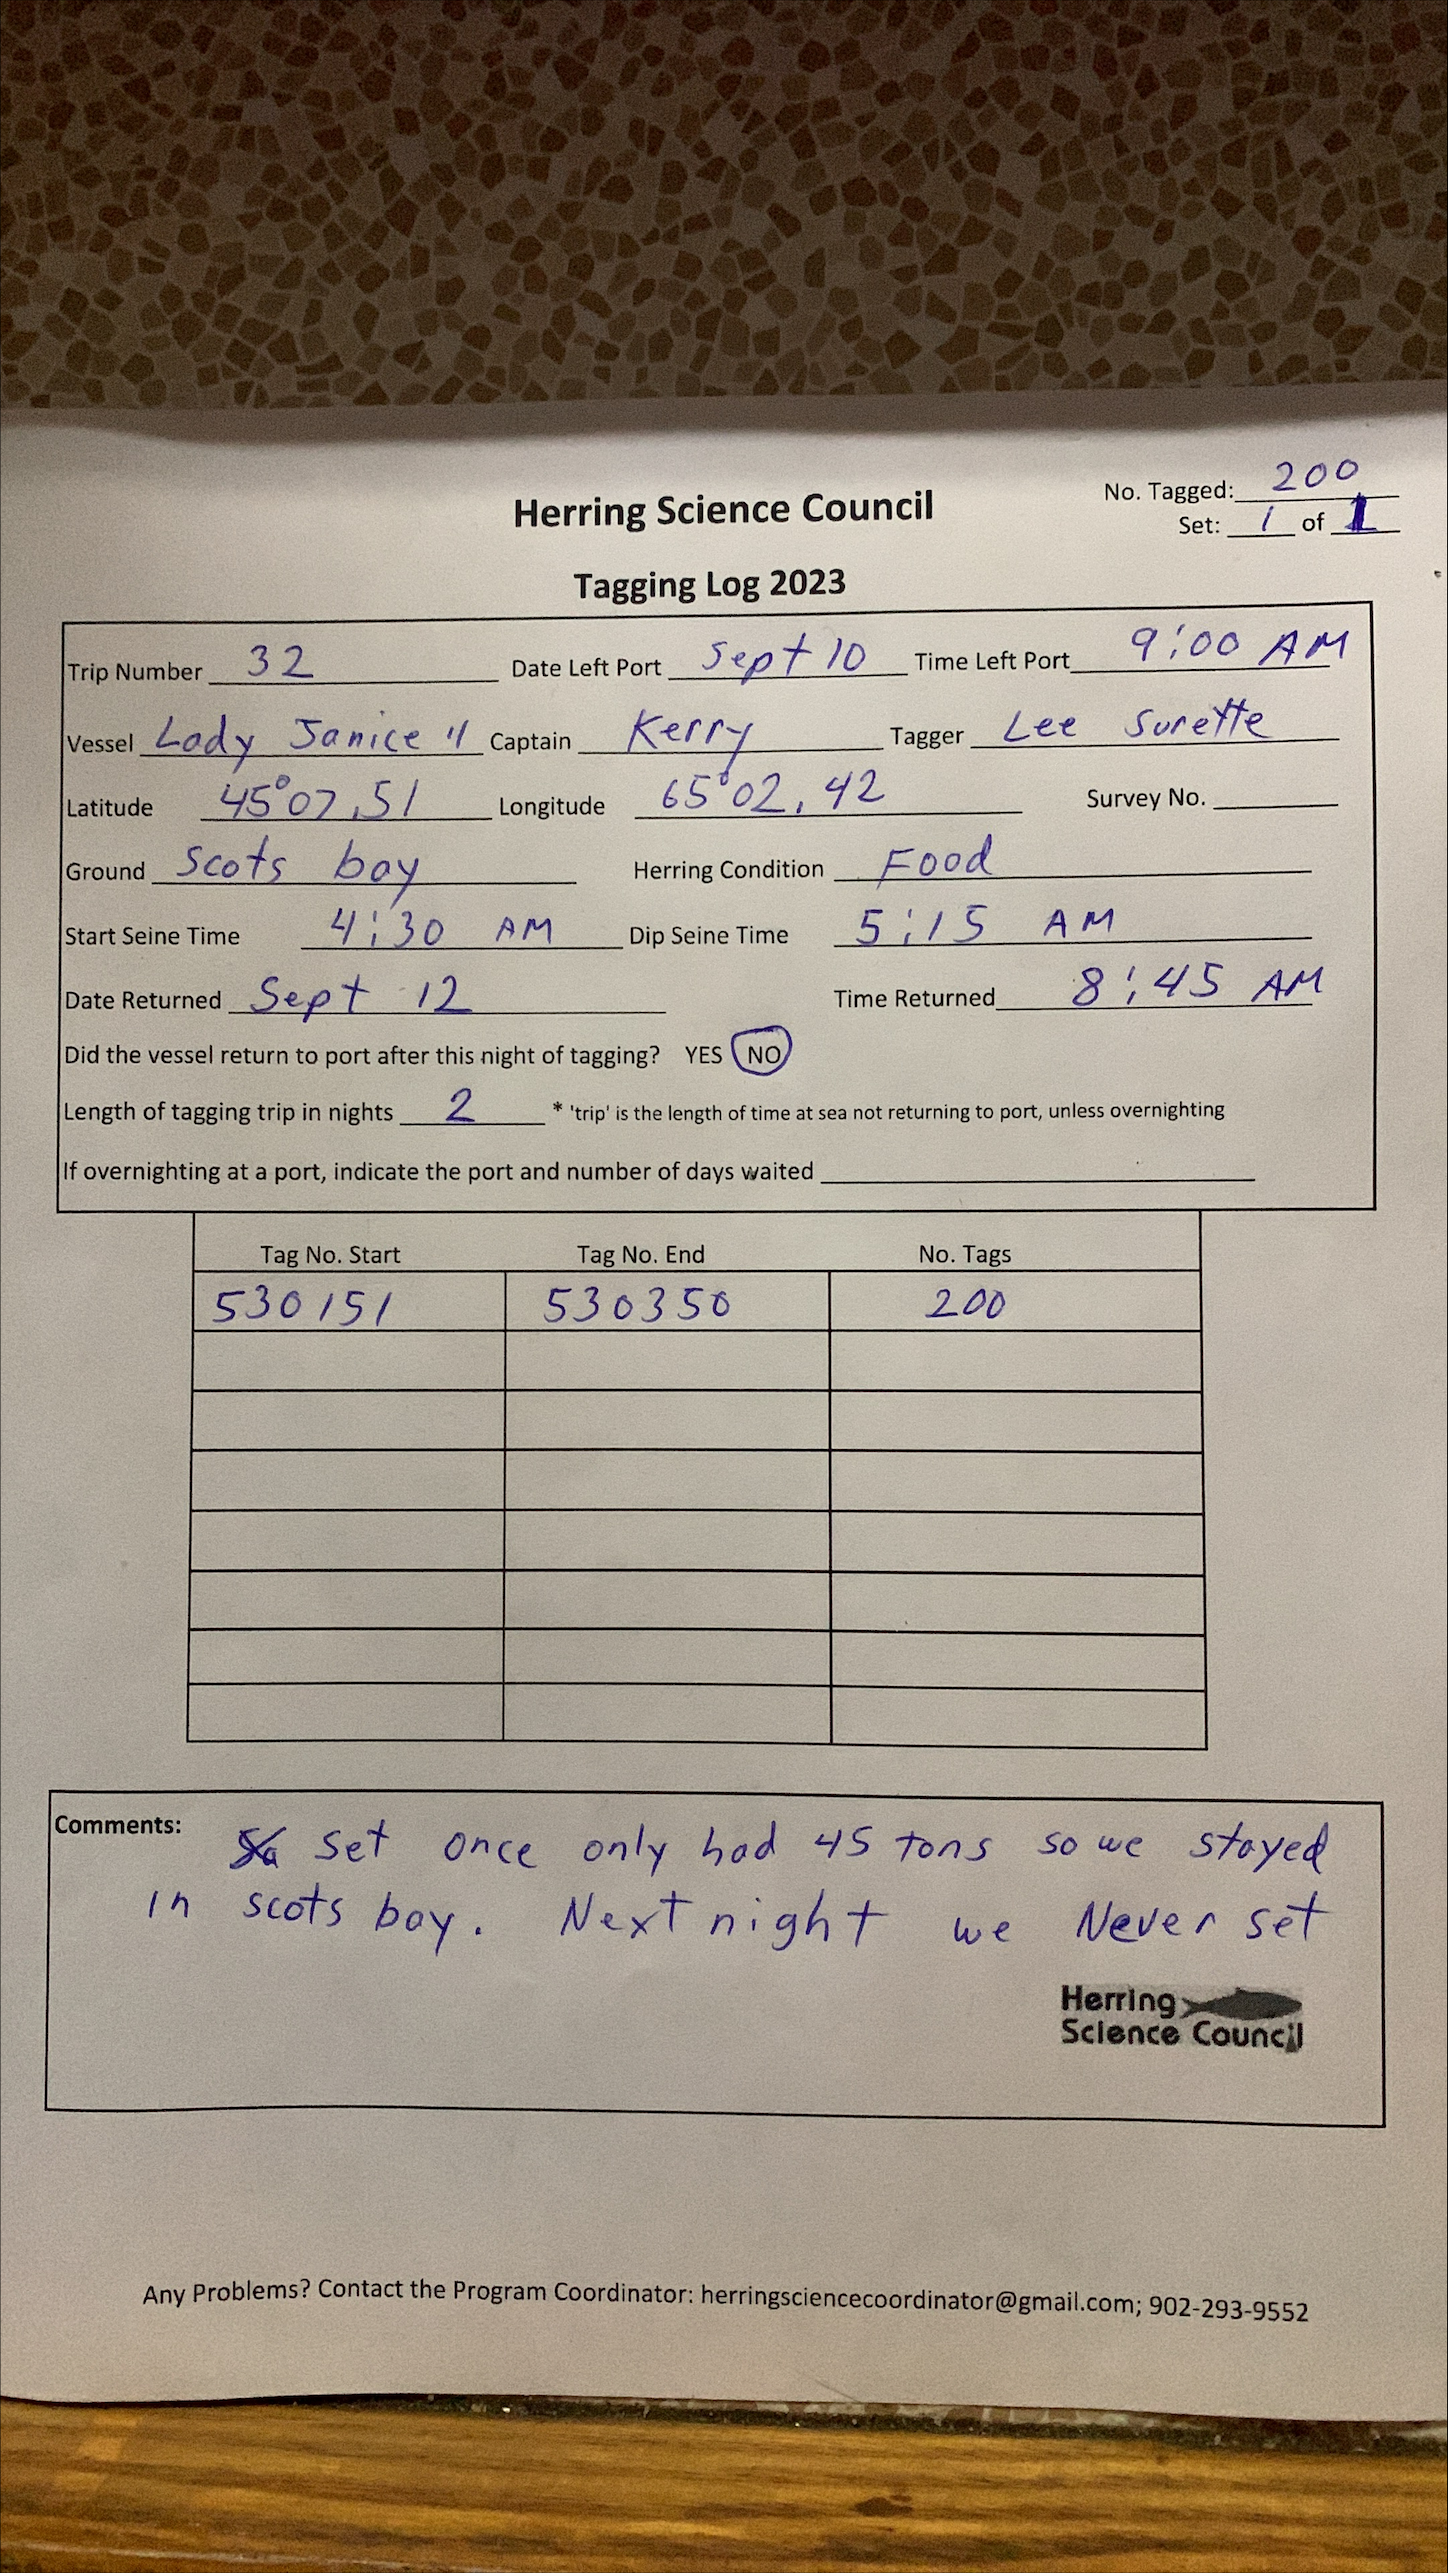 No. Tagged: 200
Herring Science Council
Set: 1 of 1
Tagging Log 2023
Trip Number 32 Date Left Port Sept 10 Time Left Port 9:00 AM
Vessel Lady Janice II Captain Kerry Tagger Lee Surette
Latitude 45°07.51 Longitude 65°02.42 Survey No.
Ground Scots bay Herring Condition Food
Start Seine Time 4:30 AM Dip Seine Time 5:15 AM
Date Returned Sept 12 Time Returned 8:45 AM
Did the vessel return to port after this night of tagging? YES NO
Length of tagging trip in nights 2 * 'trip' is the length of time at sea not returning to port, unless overnighting
If overnighting at a port, indicate the port and number of days waited
Tag No. Start Tag No. End No. Tags
530151 530350 200
Comments: Set once only had 45 tons so we stayed
in scots bay. Next night we Never set
Herring
Science Council
Any Problems? Contact the Program Coordinator: herringsciencecoordinator@gmail.com; 902-293-9552